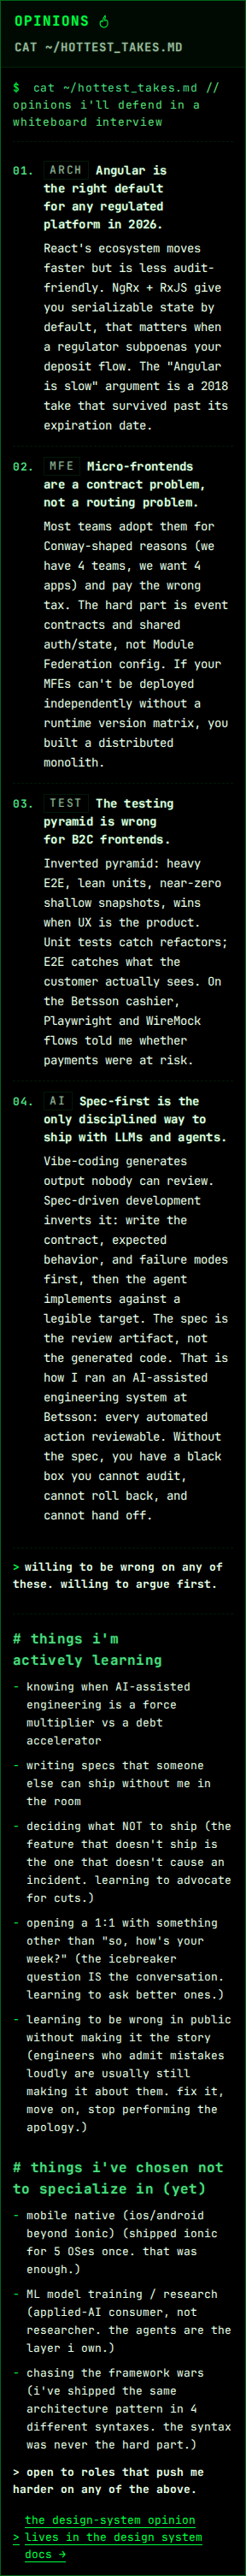 OPINIONS
CAT ~/HOTTEST_TAKES.MD
$ cat ~/hottest_takes.md //
opinions i'll defend in a
whiteboard interview
01. ARCH Angular is
the right default
for any regulated
platform in 2026.
React's ecosystem moves
faster but is less audit-
friendly. NgRx + RxJS give
you serializable state by
default, that matters when
a regulator subpoenas your
deposit flow. The "Angular
is slow" argument is a 2018
take that survived past its
expiration date.
02. MFE Micro-frontends
are a contract problem,
not a routing problem.
Most teams adopt them for
Conway-shaped reasons (we
have 4 teams, we want 4
apps) and pay the wrong
tax. The hard part is event
contracts and shared
auth/state, not Module
Federation config. If your
MFEs can't be deployed
independently without a
runtime version matrix, you
built a distributed
monolith.
03. TEST The testing
pyramid is wrong
for B2C frontends.
Inverted pyramid: heavy
E2E, lean units, near-zero
shallow snapshots, wins
when UX is the product.
Unit tests catch refactors;
E2E catches what the
customer actually sees. On
the Betsson cashier,
Playwright and WireMock
flows told me whether
payments were at risk.
04. AI Spec-first is the
only disciplined way to
ship with LLMs and agents.
Vibe-coding generates
output nobody can review.
Spec-driven development
inverts it: write the
contract, expected
behavior, and failure modes
first, then the agent
implements against a
legible target. The spec is
the review artifact, not
the generated code. That is
how I ran an AI-assisted
engineering system at
Betsson: every automated
action reviewable. Without
the spec, you have a black
box you cannot audit,
cannot roll back, and
cannot hand off.
> willing to be wrong on any of
these. willing to argue first.
# things i'm
actively learning
- knowing when AI-assisted
engineering is a force
multiplier vs a debt
accelerator
- writing specs that someone
else can ship without me in
the room
- deciding what NOT to ship (the
feature that doesn't ship is
the one that doesn't cause an
incident. learning to advocate
for cuts.)
- opening a 1:1 with something
other than "so, how's your
week?" (the icebreaker
question IS the conversation.
learning to ask better ones.)
- learning to be wrong in public
without making it the story
(engineers who admit mistakes
loudly are usually still
making it about them. fix it,
move on, stop performing the
apology.)
# things i've chosen not
to specialize in (yet)
- mobile native (ios/android
beyond ionic) (shipped ionic
for 5 OSes once. that was
enough.)
- ML model training / research
(applied-AI consumer, not
researcher. the agents are the
layer i own.)
- chasing the framework wars
(i've shipped the same
architecture pattern in 4
different syntaxes. the syntax
was never the hard part.)
> open to roles that push me
harder on any of the above.
the design-system opinion
> lives in the design system
docs →